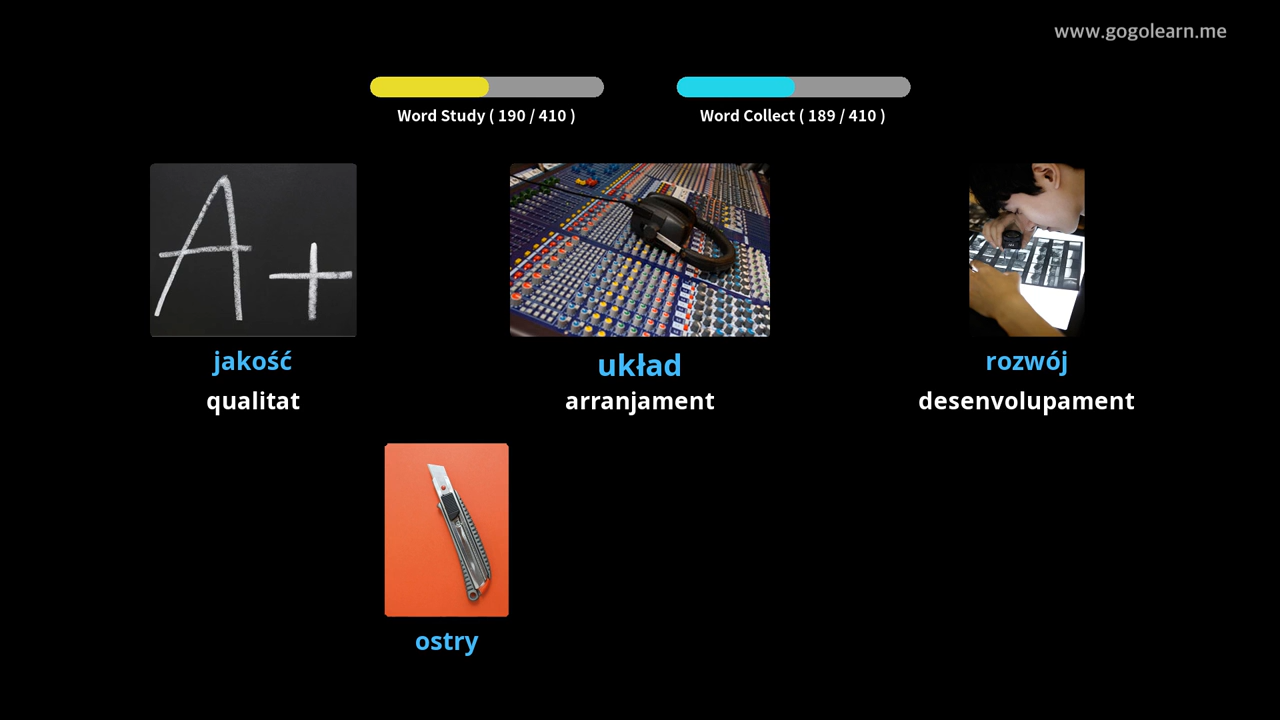 www.gogolearn.me
Word Study ( 190 / 410 )
Word Collect ( 189 / 410 )
A+
jakość
układ
rozwój
qualitat
arranjament
desenvolupament
ostry